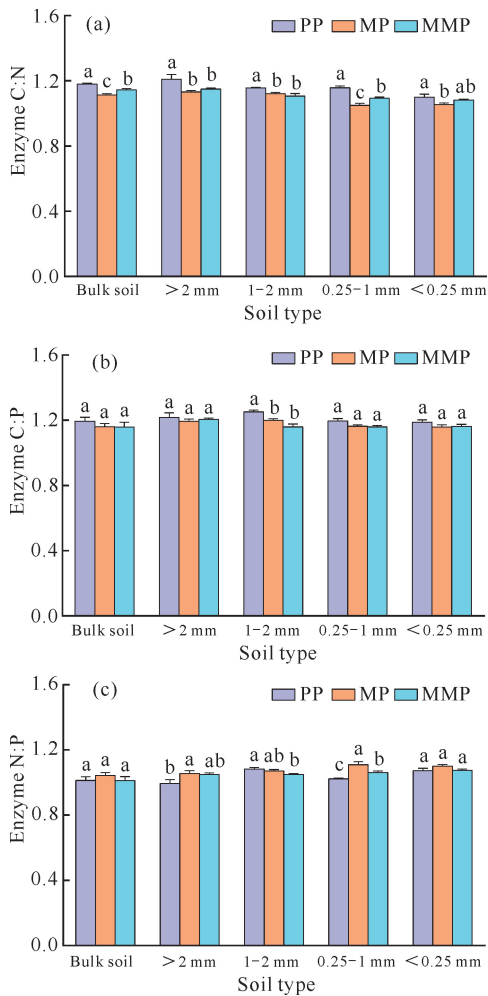 (a)
PP MP MMP
1.6
1.2
0.8
0.4
0.0
Enzyme C:N
a c b
a b b
a b b
a c b
a b ab
Bulk soil >2 mm 1−2 mm 0.25−1 mm <0.25 mm
Soil type
(b)
PP MP MMP
1.6
1.2
0.8
0.4
0.0
Enzyme C:P
a a a
a a a
a b b
a a a
a a a
Bulk soil >2 mm 1−2 mm 0.25−1 mm <0.25 mm
Soil type
(c)
PP MP MMP
1.6
1.2
0.8
0.4
0.0
Enzyme N:P
a a a
b a ab
a ab b
c a b
a a a
Bulk soil >2 mm 1−2 mm 0.25−1 mm <0.25 mm
Soil type